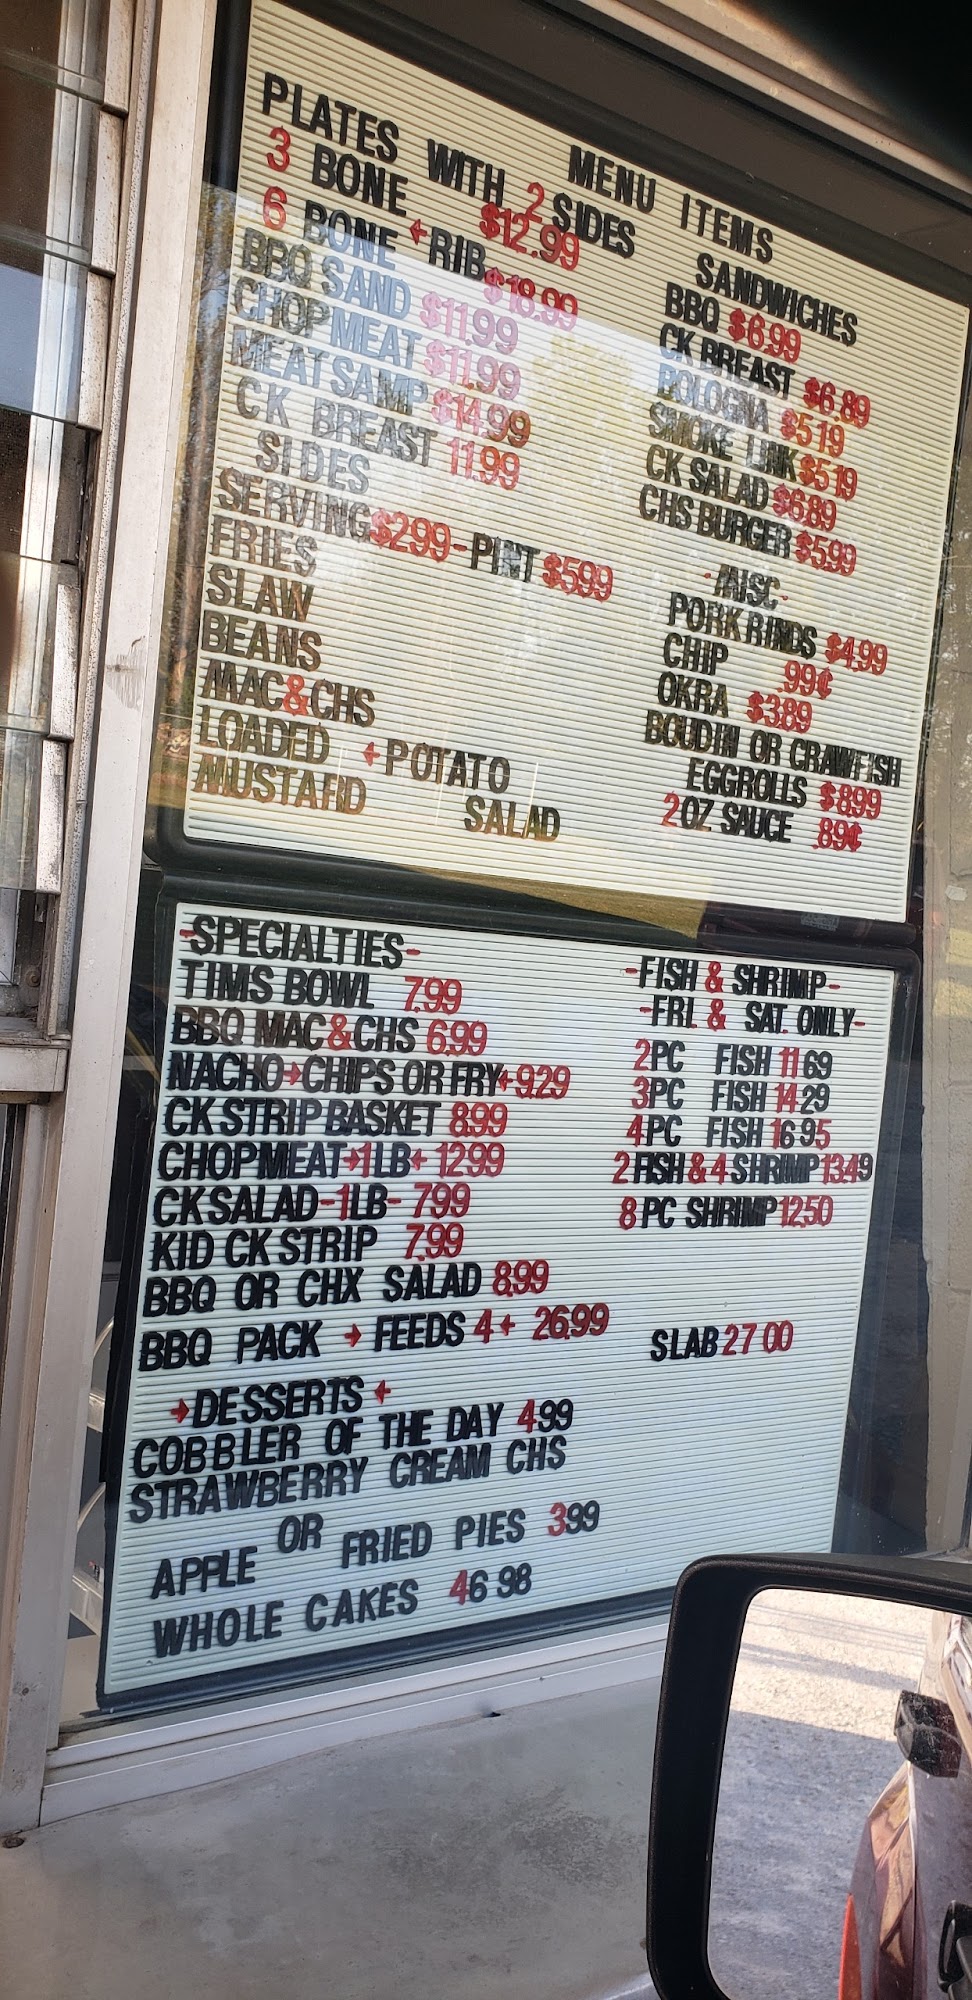 MENU ITEMS
PLATES WITH 2 SIDES
3 BONE $12.99
6 BONE ← RIB $18.99
BBQ SAND $11.99
CHOP MEAT $11.99
MEAT SAMP $14.99
CK BREAST 11.99
SIDES
SERVING $2.99 - PINT $5.99
FRIES
SLAW
BEANS
MAC&CHS
LOADED ← POTATO
MUSTARD SALAD
SANDWICHES
BBQ $6.99
CK BREAST $6.89
BOLOGNA $5.19
SMOKE LINK $5.19
CK SALAD $6.89
CHS BURGER $5.99
-MISC-
PORK RINDS $4.99
CHIP .99¢
OKRA $3.89
BOUDIN OR CRAWFISH
EGGROLLS $8.99
2 OZ SAUCE .89¢
-SPECIALTIES-
TIMS BOWL 7.99
BBQ MAC&CHS 6.99
NACHO→CHIPS OR FRY←9.29
CK STRIP BASKET 8.99
CHOPMEAT→1LB← 12.99
CK SALAD-1LB- 7.99
KID CK STRIP 7.99
BBQ OR CHX SALAD 8.99
BBQ PACK → FEEDS 4← 26.99
→DESSERTS←
COBBLER OF THE DAY 4.99
STRAWBERRY CREAM CHS
OR
APPLE FRIED PIES 3.99
WHOLE CAKES 46.98
-FISH & SHRIMP-
-FRI. & SAT. ONLY-
2PC FISH 11 69
3PC FISH 14.29
4PC FISH 16 95
2 FISH & 4 SHRIMP 13.49
8 PC SHRIMP 12.50
SLAB 27 00